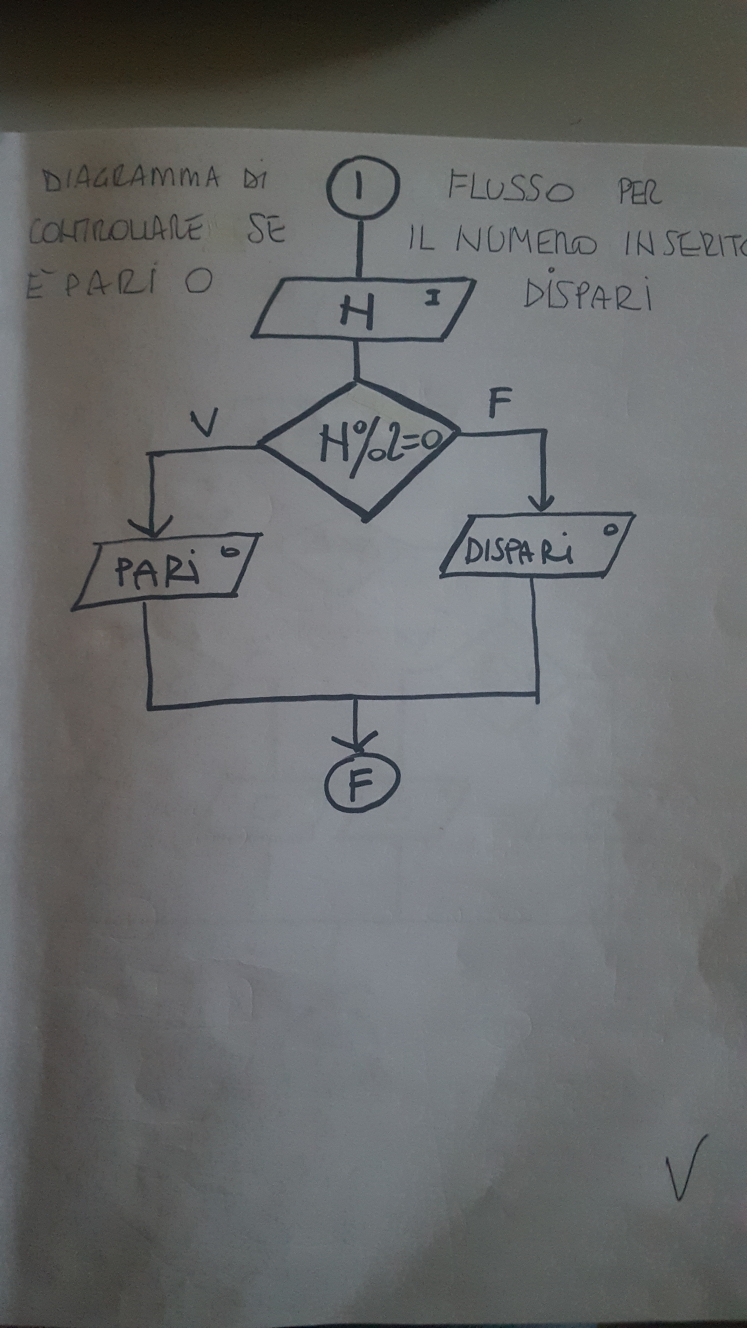 DIAGRAMMA Di FLUSSO PER
CONTROLLARE SE IL NUMERO INSERITO
E' PARI O DISPARI
I
N I
N%2=0
V
F
PARi O
DISPARi O
F
V